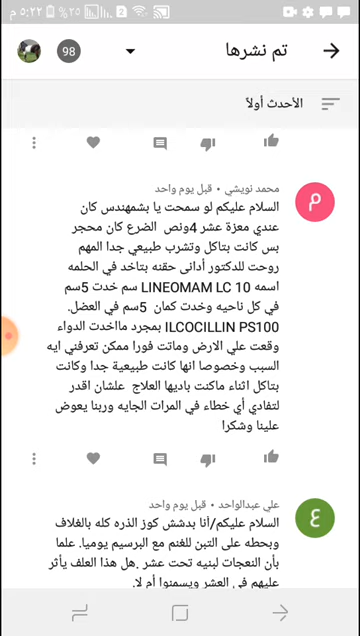 ٥:٢٢ م ٢٥%
تم نشرها
98
الأحدث أولاً
محمد نويشي • قبل يوم واحد
السلام عليكم لو سمحت يا بشمهندس كان
عندي معزة عشر 4ونص الضرع كان محجر
بس كانت بتاكل وتشرب طبيعي جدا المهم
روحت للدكتور أدانى حقنه بتاخد في الحلمه
اسمه LINEOMAM LC 10 سم خدت 5سم
في كل ناحيه وخدت كمان 5سم في العضل.
ILCOCILLIN PS100 بمجرد مااخدت الدواء
وقعت علي الارض وماتت فورا ممكن تعرفني ايه
السبب وخصوصا انها كانت طبيعية جدا وكانت
بتاكل اثناء ماكنت باديها العلاج علشان اقدر
لتفادي أي خطاء في المرات الجايه وربنا يعوض
علينا وشكرا
علي عبدالواحد • قبل يوم واحد
السلام عليكم/أنا بدشش كوز الذره كله بالغلاف
وبحطه على التبن للغنم مع البرسيم يوميا. علما
بأن النعجات لبنيه تحت عشر .هل هذا العلف يأثر
عليهم في العشر ويسمنوا أم لا.